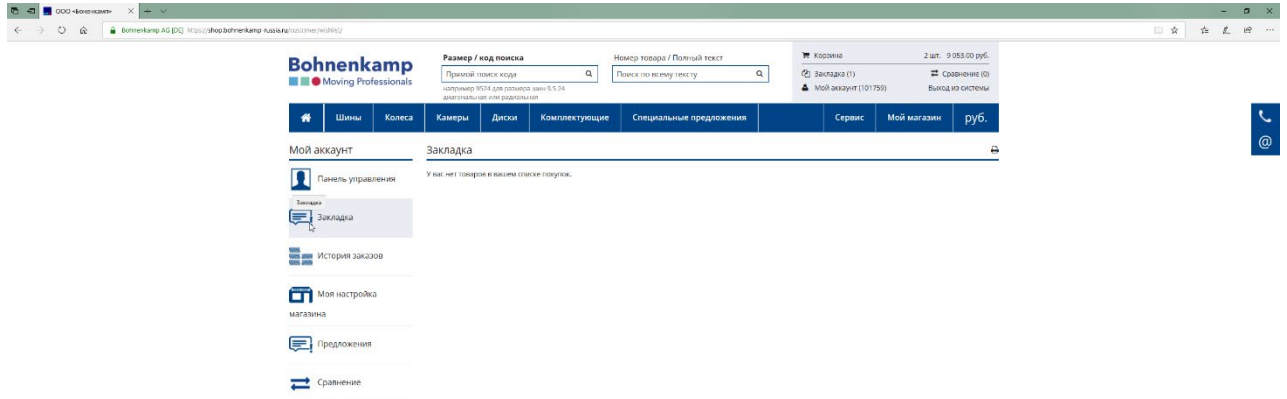 ООО «Боненкамп»
Bohnenkamp AG [DE] https://shop.bohnenkamp-russia.ru/customer/wishlist/
Bohnenkamp
Moving Professionals
Размер / код поиска
Прямой поиск кода
например 9524 для размера шин 9.5 24
диагональная или радиальная
Номер товара / Полный текст
Поиск по всему тексту
Корзина 2 шт. 9 053.00 руб.
Закладка (1) Сравнение (0)
Мой аккаунт (101759) Выход из системы
Шины Колеса Камеры Диски Комплектующие Специальные предложения Сервис Мой магазин руб.
Мой аккаунт
Закладка
Панель управления
У вас нет товаров в вашем списке покупок.
Закладка
Закладка
История заказов
Моя настройка
магазина
Предложения
Сравнение